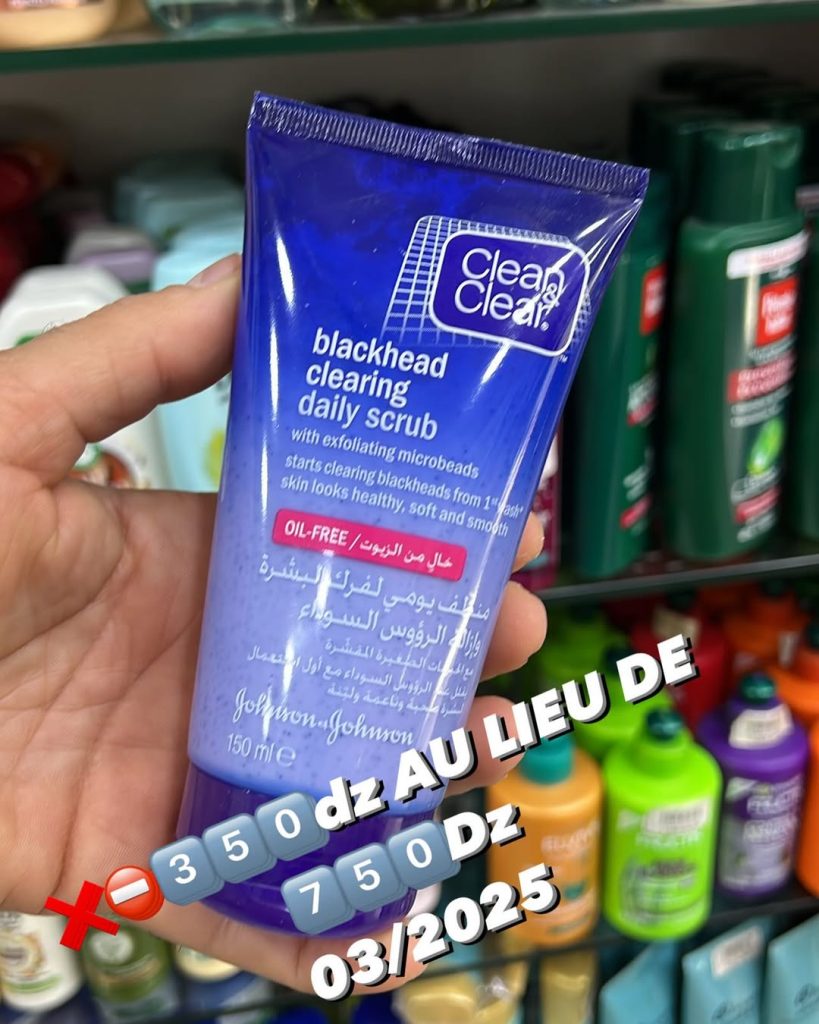 Clean
&
Clear®
blackhead
clearing
daily scrub
with exfoliating microbeads
starts clearing blackheads from 1st wash*
skin looks healthy, soft and smooth
OIL-FREE / خالٍ من الزيوت
منظف يومي لفرك البشرة
وإزالة الرؤوس السوداء
Johnson & Johnson
150 ml e
❌⛔350dz AU LIEU DE
750Dz
03/2025